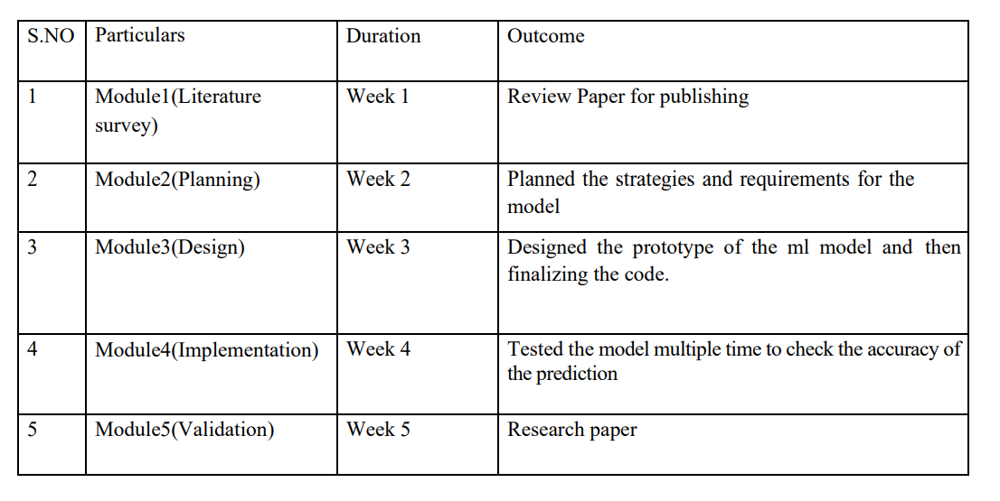 S.NO Particulars Duration Outcome
1 Module1(Literature Week 1 Review Paper for publishing
survey)
2 Module2(Planning) Week 2 Planned the strategies and requirements for the
model
3 Module3(Design) Week 3 Designed the prototype of the ml model and then
finalizing the code.
4 Module4(Implementation) Week 4 Tested the model multiple time to check the accuracy of
the prediction
5 Module5(Validation) Week 5 Research paper